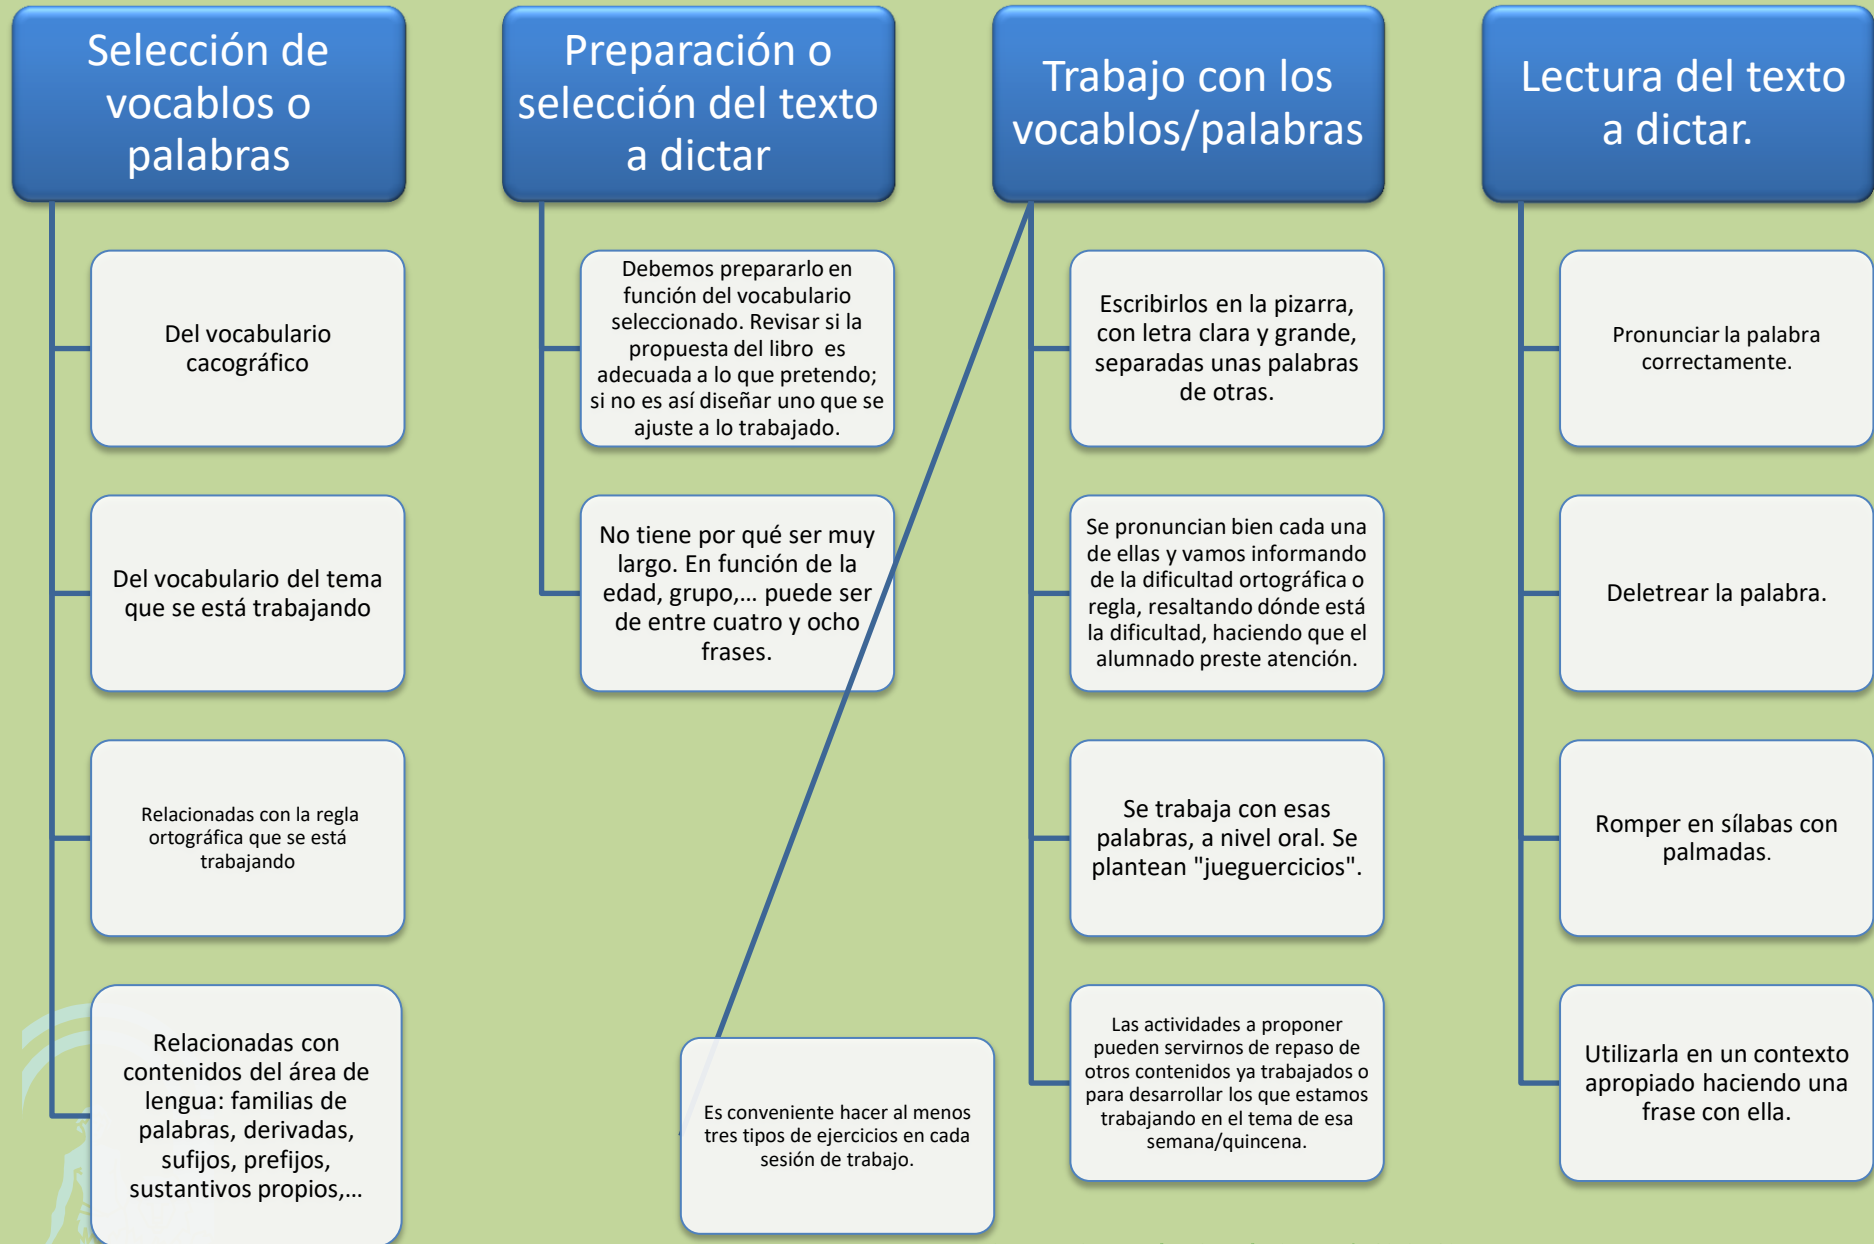 Selección de
vocablos o
palabras
Del vocabulario
cacográfico
Del vocabulario del tema
que se está trabajando
Relacionadas con la regla
ortográfica que se está
trabajando
Relacionadas con
contenidos del área de
lengua: familias de
palabras, derivadas,
sufijos, prefijos,
sustantivos propios,...
Preparación o
selección del texto
a dictar
Debemos prepararlo en
función del vocabulario
seleccionado. Revisar si la
propuesta del libro es
adecuada a lo que pretendo;
si no es así diseñar uno que se
ajuste a lo trabajado.
No tiene por qué ser muy
largo. En función de la
edad, grupo,... puede ser
de entre cuatro y ocho
frases.
Trabajo con los
vocablos/palabras
Escribirlos en la pizarra,
con letra clara y grande,
separadas unas palabras
de otras.
Se pronuncian bien cada una
de ellas y vamos informando
de la dificultad ortográfica o
regla, resaltando dónde está
la dificultad, haciendo que el
alumnado preste atención.
Se trabaja con esas
palabras, a nivel oral. Se
plantean "jueguercicios".
Las actividades a proponer
pueden servirnos de repaso de
otros contenidos ya trabajados o
para desarrollar los que estamos
trabajando en el tema de esa
semana/quincena.
Es conveniente hacer al menos
tres tipos de ejercicios en cada
sesión de trabajo.
Lectura del texto
a dictar.
Pronunciar la palabra
correctamente.
Deletrear la palabra.
Romper en sílabas con
palmadas.
Utilizarla en un contexto
apropiado haciendo una
frase con ella.